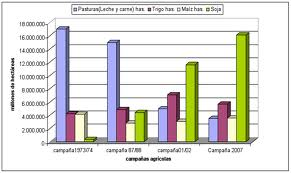 Pasturas(Leche y carne) has. Trigo has. Maíz has. Soja
18.000.000
16.000.000
14.000.000
12.000.000
10.000.000
8.000.000
6.000.000
4.000.000
2.000.000
0
millones de hectáreas
campaña1973/74 campaña 87/88 campaña01/02 Campaña 2007
campañas agrícolas